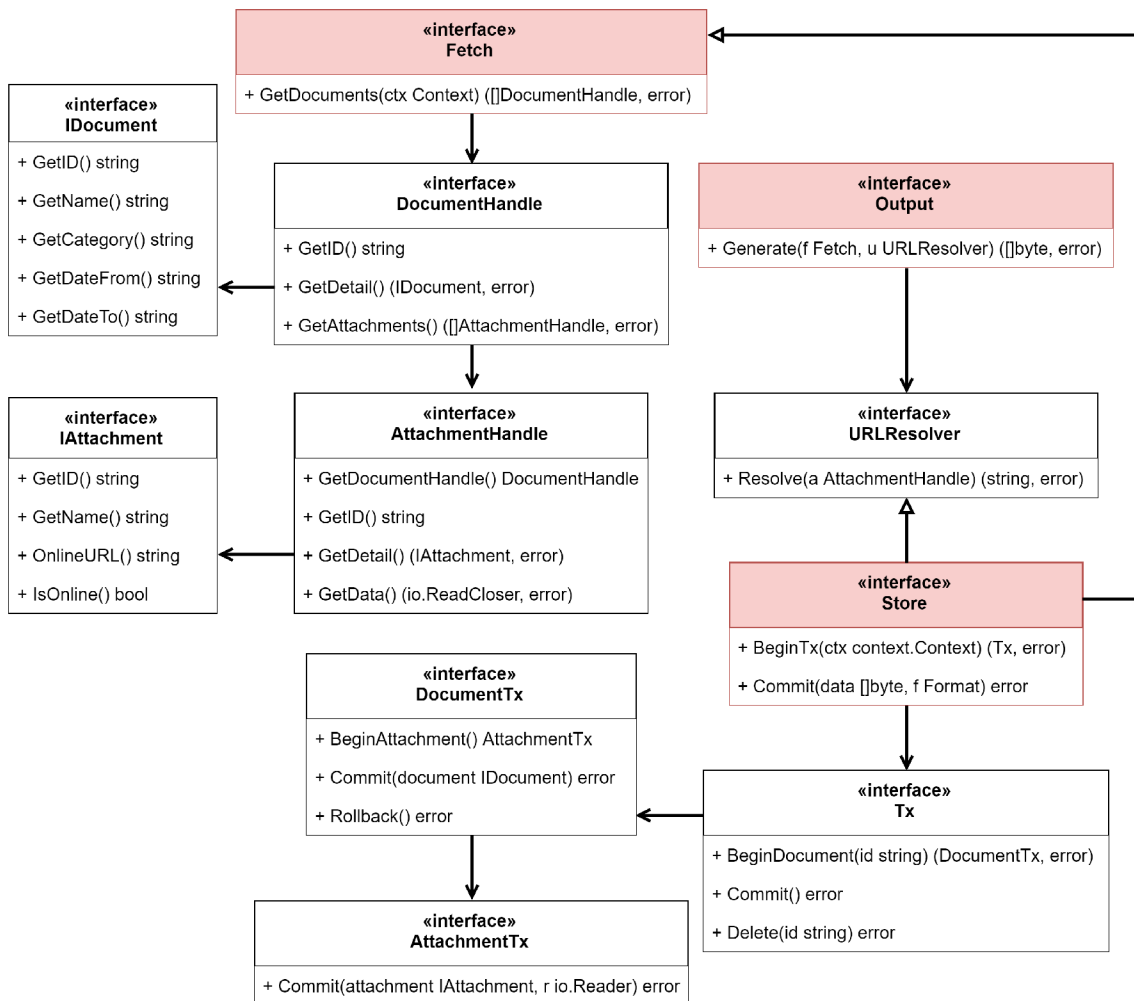 «interface»
Fetch
+ GetDocuments(ctx Context) ([]DocumentHandle, error)
«interface»
IDocument
+ GetID() string
+ GetName() string
+ GetCategory() string
+ GetDateFrom() string
+ GetDateTo() string
«interface»
DocumentHandle
+ GetID() string
+ GetDetail() (IDocument, error)
+ GetAttachments() ([]AttachmentHandle, error)
«interface»
Output
+ Generate(f Fetch, u URLResolver) ([]byte, error)
«interface»
IAttachment
+ GetID() string
+ GetName() string
+ OnlineURL() string
+ IsOnline() bool
«interface»
AttachmentHandle
+ GetDocumentHandle() DocumentHandle
+ GetID() string
+ GetDetail() (IAttachment, error)
+ GetData() (io.ReadCloser, error)
«interface»
URLResolver
+ Resolve(a AttachmentHandle) (string, error)
«interface»
Store
+ BeginTx(ctx context.Context) (Tx, error)
+ Commit(data []byte, f Format) error
«interface»
DocumentTx
+ BeginAttachment() AttachmentTx
+ Commit(document IDocument) error
+ Rollback() error
«interface»
Tx
+ BeginDocument(id string) (DocumentTx, error)
+ Commit() error
+ Delete(id string) error
«interface»
AttachmentTx
+ Commit(attachment IAttachment, r io.Reader) error